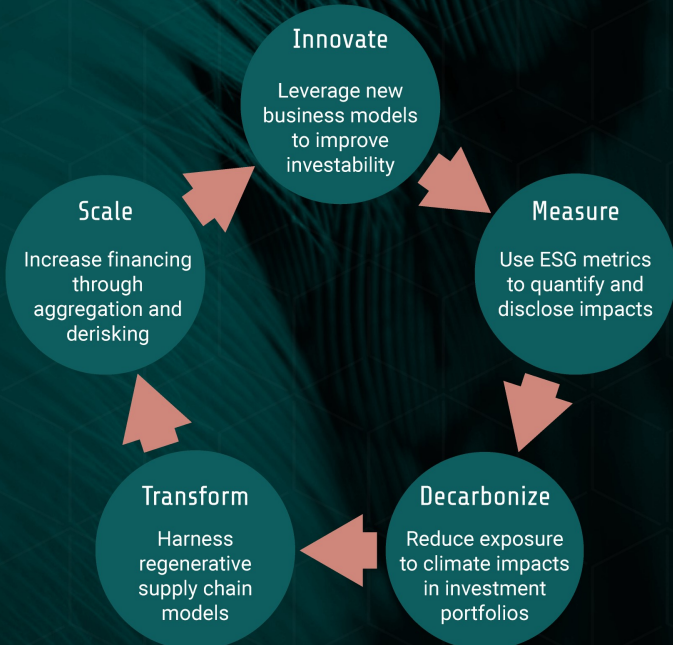 Innovate
Leverage new
business models
to improve
investability
Measure
Use ESG metrics
to quantify and
disclose impacts
Decarbonize
Reduce exposure
to climate impacts
in investment
portfolios
Transform
Harness
regenerative
supply chain
models
Scale
Increase financing
through
aggregation and
derisking